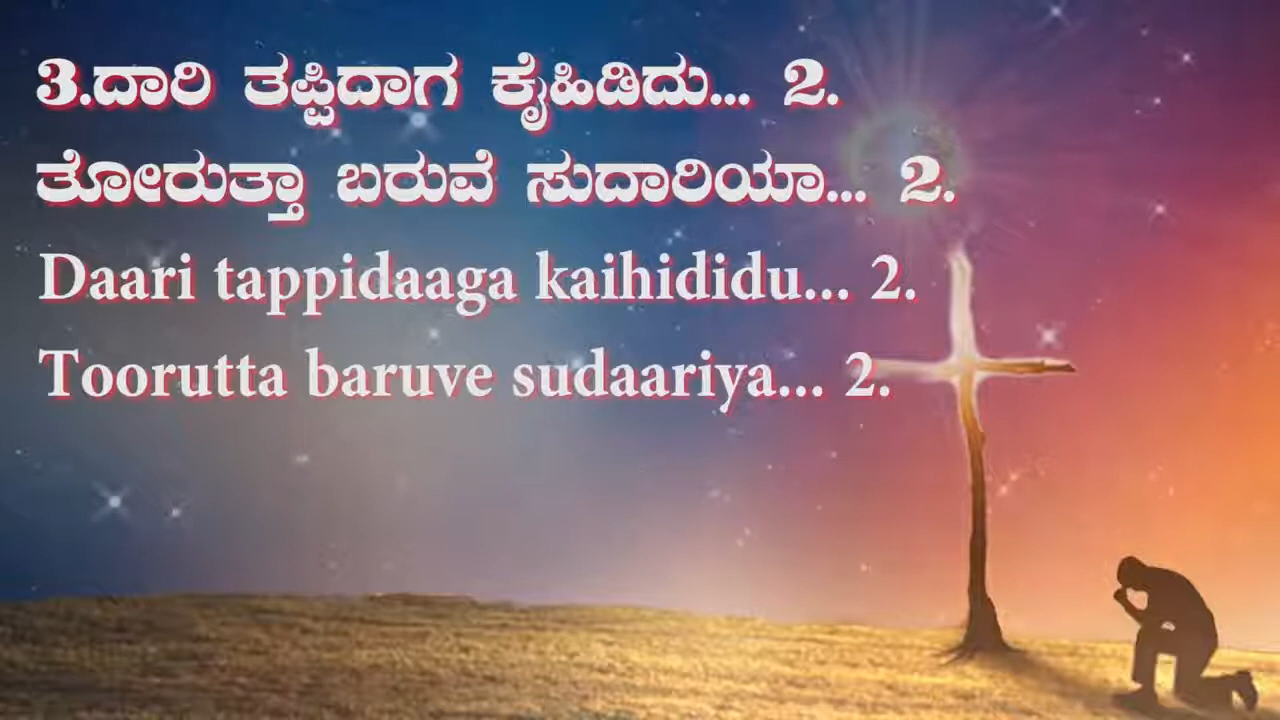 3.ದಾರಿ ತಪ್ಪಿದಾಗ ಕೈಹಿಡಿದು... 2.
ತೋರುತ್ತಾ ಬರುವೆ ಸುದಾರಿಯಾ... 2.
Daari tappidaaga kaihididu... 2.
Toorutta baruve sudaariya... 2.